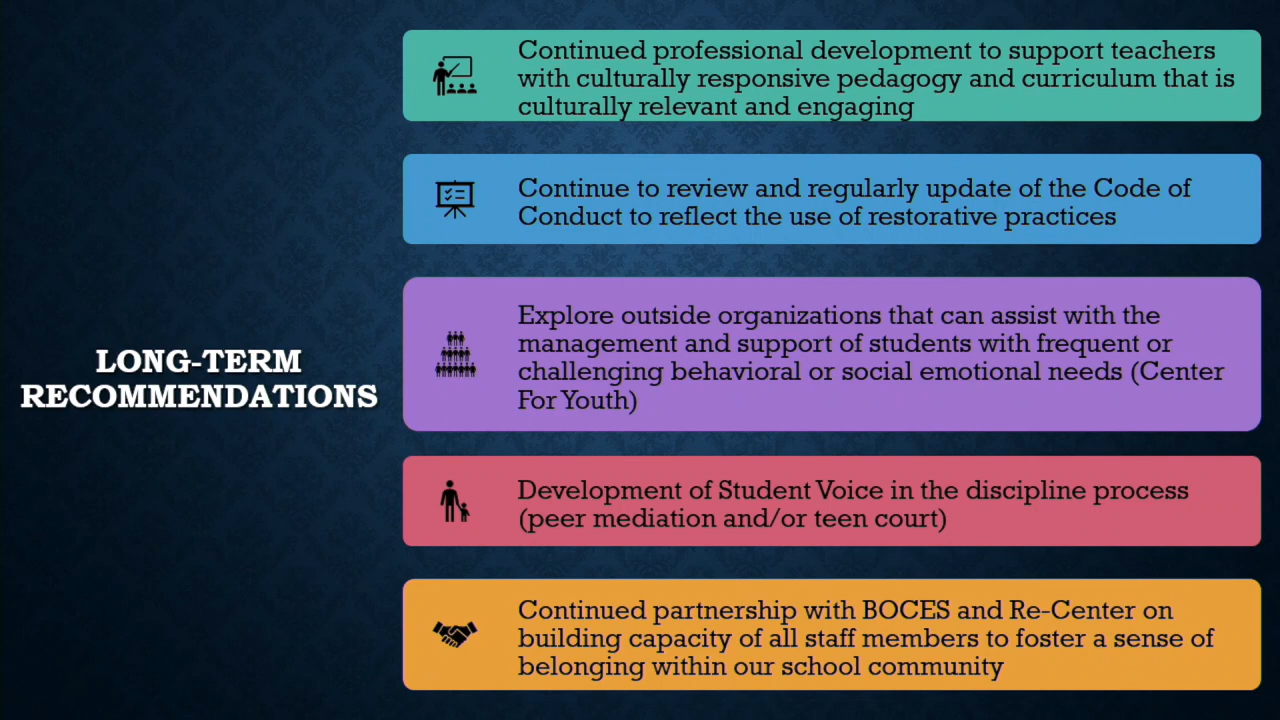 LONG-TERM
RECOMMENDATIONS
Continued professional development to support teachers
with culturally responsive pedagogy and curriculum that is
culturally relevant and engaging
Continue to review and regularly update of the Code of
Conduct to reflect the use of restorative practices
Explore outside organizations that can assist with the
management and support of students with frequent or
challenging behavioral or social emotional needs (Center
For Youth)
Development of Student Voice in the discipline process
(peer mediation and/or teen court)
Continued partnership with BOCES and Re-Center on
building capacity of all staff members to foster a sense of
belonging within our school community